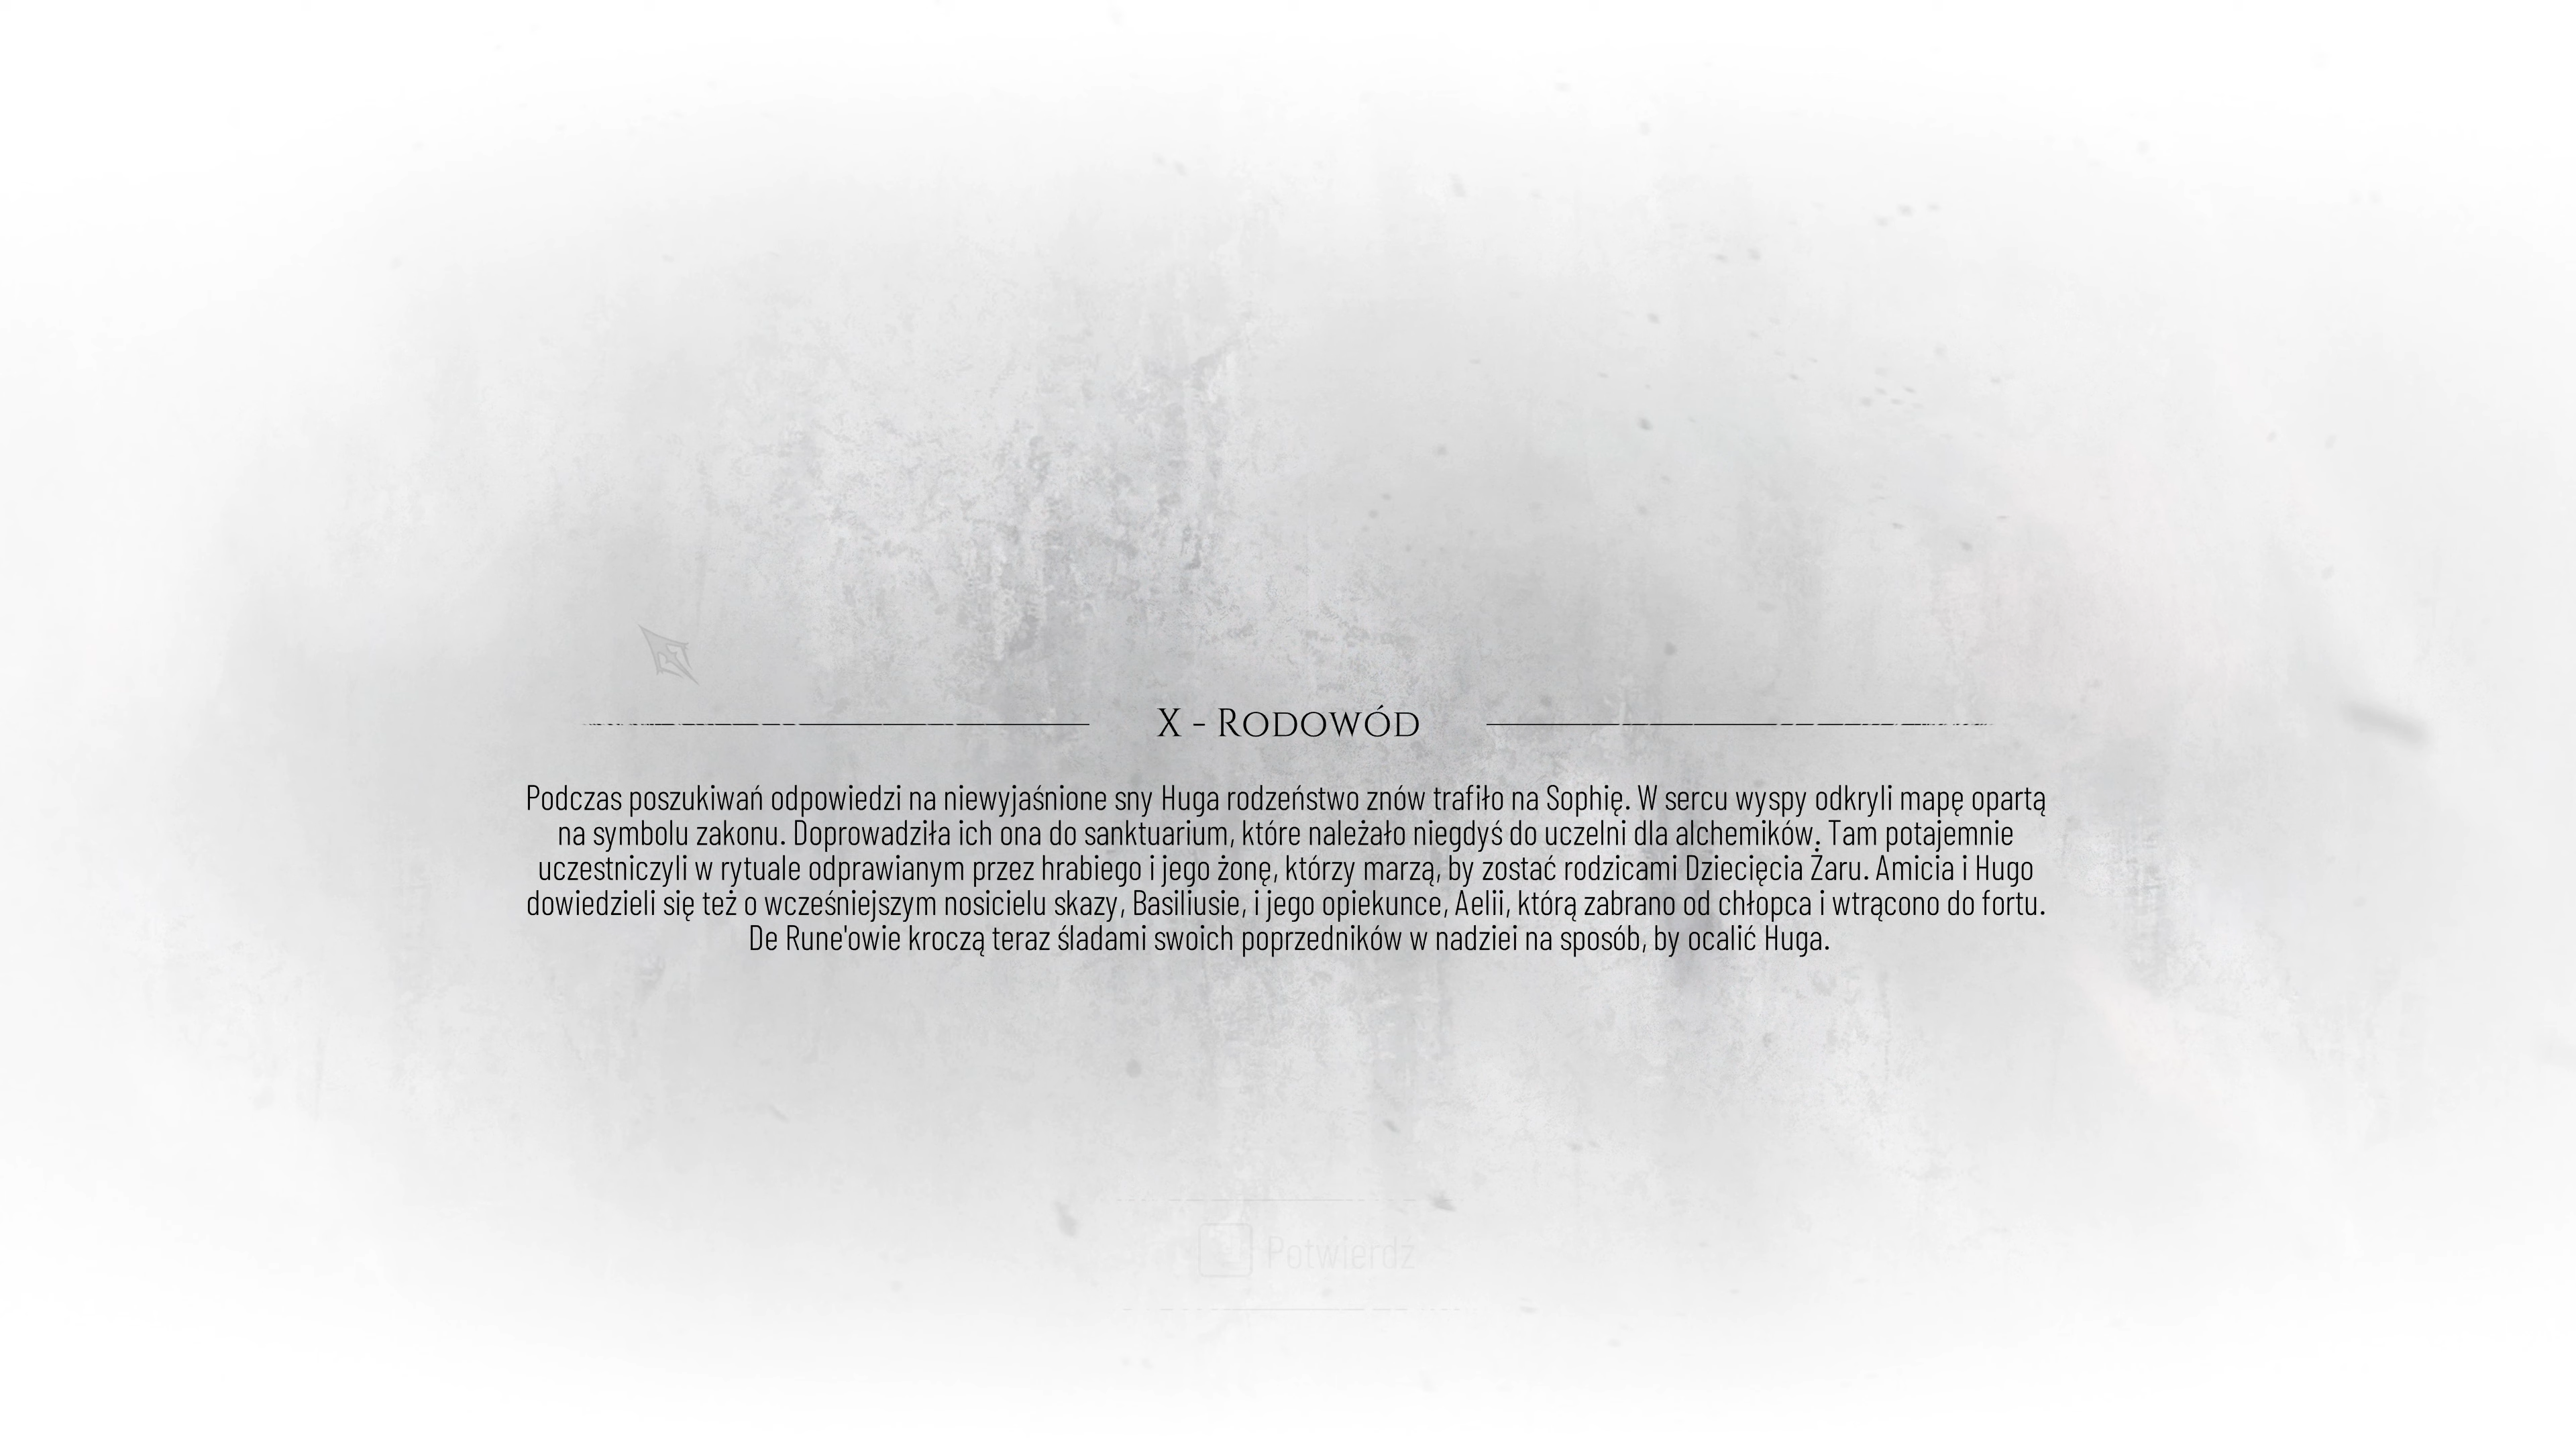 X - Rodowód
Podczas poszukiwań odpowiedzi na niewyjaśnione sny Huga rodzeństwo znów trafiło na Sophię. W sercu wyspy odkryli mapę opartą
na symbolu zakonu. Doprowadziła ich ona do sanktuarium, które należało niegdyś do uczelni dla alchemików. Tam potajemnie
uczestniczyli w rytuale odprawianym przez hrabiego i jego żonę, którzy marzą, by zostać rodzicami Dziecięcia Żaru. Amicia i Hugo
dowiedzieli się też o wcześniejszym nosicielu skazy, Basiliusie, i jego opiekunce, Aelii, którą zabrano od chłopca i wtrącono do fortu.
De Rune'owie kroczą teraz śladami swoich poprzedników w nadziei na sposób, by ocalić Huga.
Potwierdź